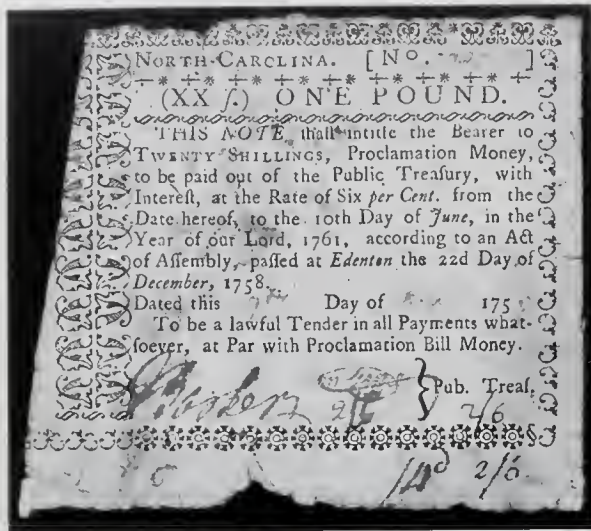 NORTH-CAROLINA. [ No. ]
(XX ſ.) ONE POUND.
THIS NOTE ſhall intitle the Bearer to
TWENTY SHILLINGS, Proclamation Money,
to be paid out of the Public Treaſury, with
Intereſt, at the Rate of Six per Cent. from the
Date hereof, to the 10th Day of June, in the
Year of our Lord, 1761, according to an Act
of Aſſembly, paſſed at Edenton the 22d Day of
December, 1758.
Dated this Day of 175
To be a lawful Tender in all Payments what-
ſoever, at Par with Proclamation Bill Money.
Pub. Treaſ.
2/6
2/6